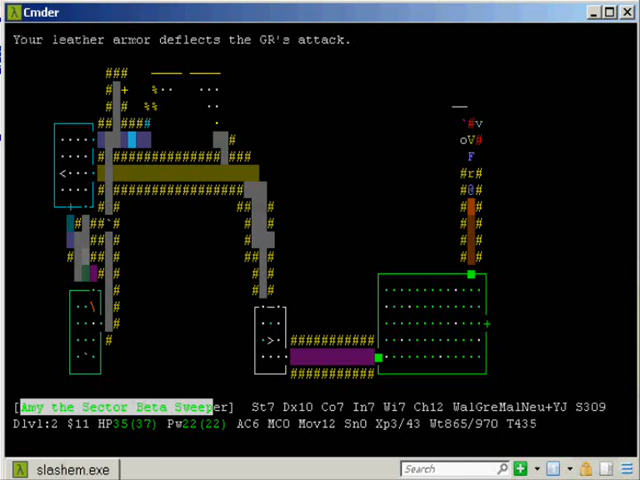 Cmder
Your leather armor deflects the GR's attack.
[Amy the Sector Beta Sweeper] St7 Dx10 Co7 In7 Wi7 Ch12 WalGreMalNeu+YJ S309
Dlvl:2 $11 HP35(37) Pw22(22) AC6 MC0 Mov12 Sn0 Xp3/43 Wt865/970 T435
slashem.exe
Search